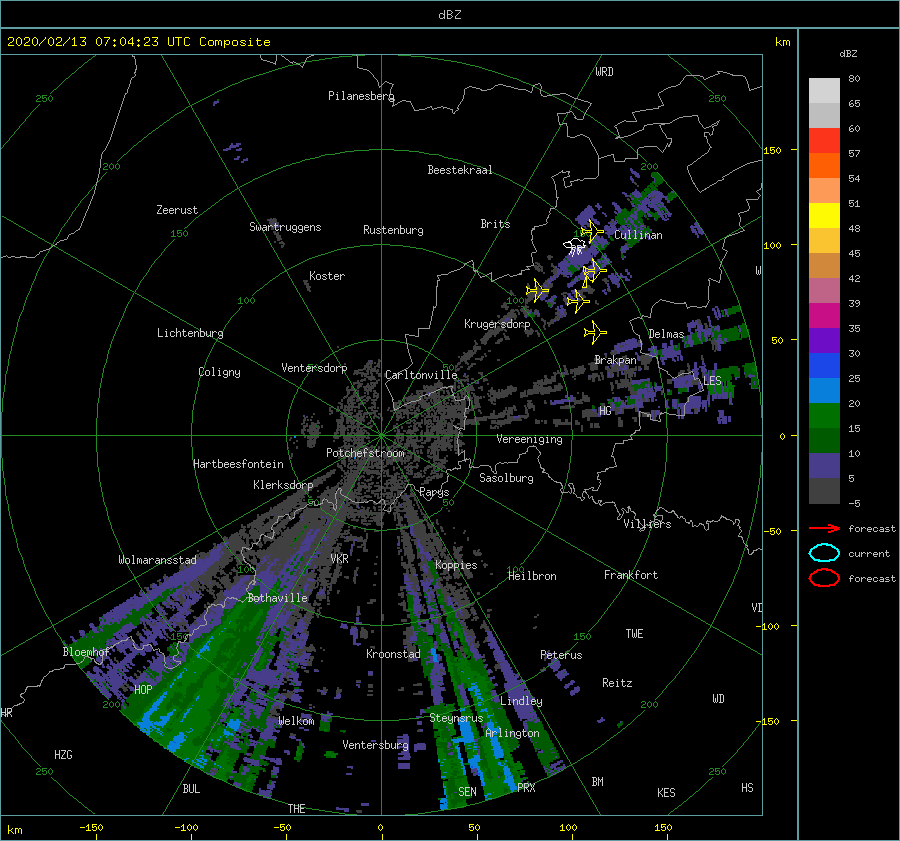 dBZ
2020/02/13 07:04:23 UTC Composite
km
dBZ
WRD
250
Pilanesberg
250
80
65
60
57
54
51
48
45
42
39
35
30
25
20
15
10
5
-5
150
200
Beestekraal
200
Zeerust
150
Swartruggens
Rustenburg
Brits
Cullinan
100
Koster
100
100
W
Lichtenburg
Krugersdorp
Delmas
50
Coligny
Ventersdorp
Carltonville
Brakpan
LES
HG
Vereeniging
0
Potchefstroom
Hartbeesfontein
Klerksdorp
Parys
Sasolburg
50
50
Villiers
-50
forecast
current
forecast
Wolmaransstad
VKR
Koppies
100
100
Heilbron
Frankfort
Bothaville
VD
-100
150
150
TWE
Bloemhof
Kroonstad
Peterus
HOP
Reitz
200
200
WD
HR
Lindley
Welkom
Steynsrus
Arlington
-150
Ventersburg
HZG
250
250
BUL
SEN
PRX
BM
KES
HS
THE
km
-150
-100
-50
0
50
100
150